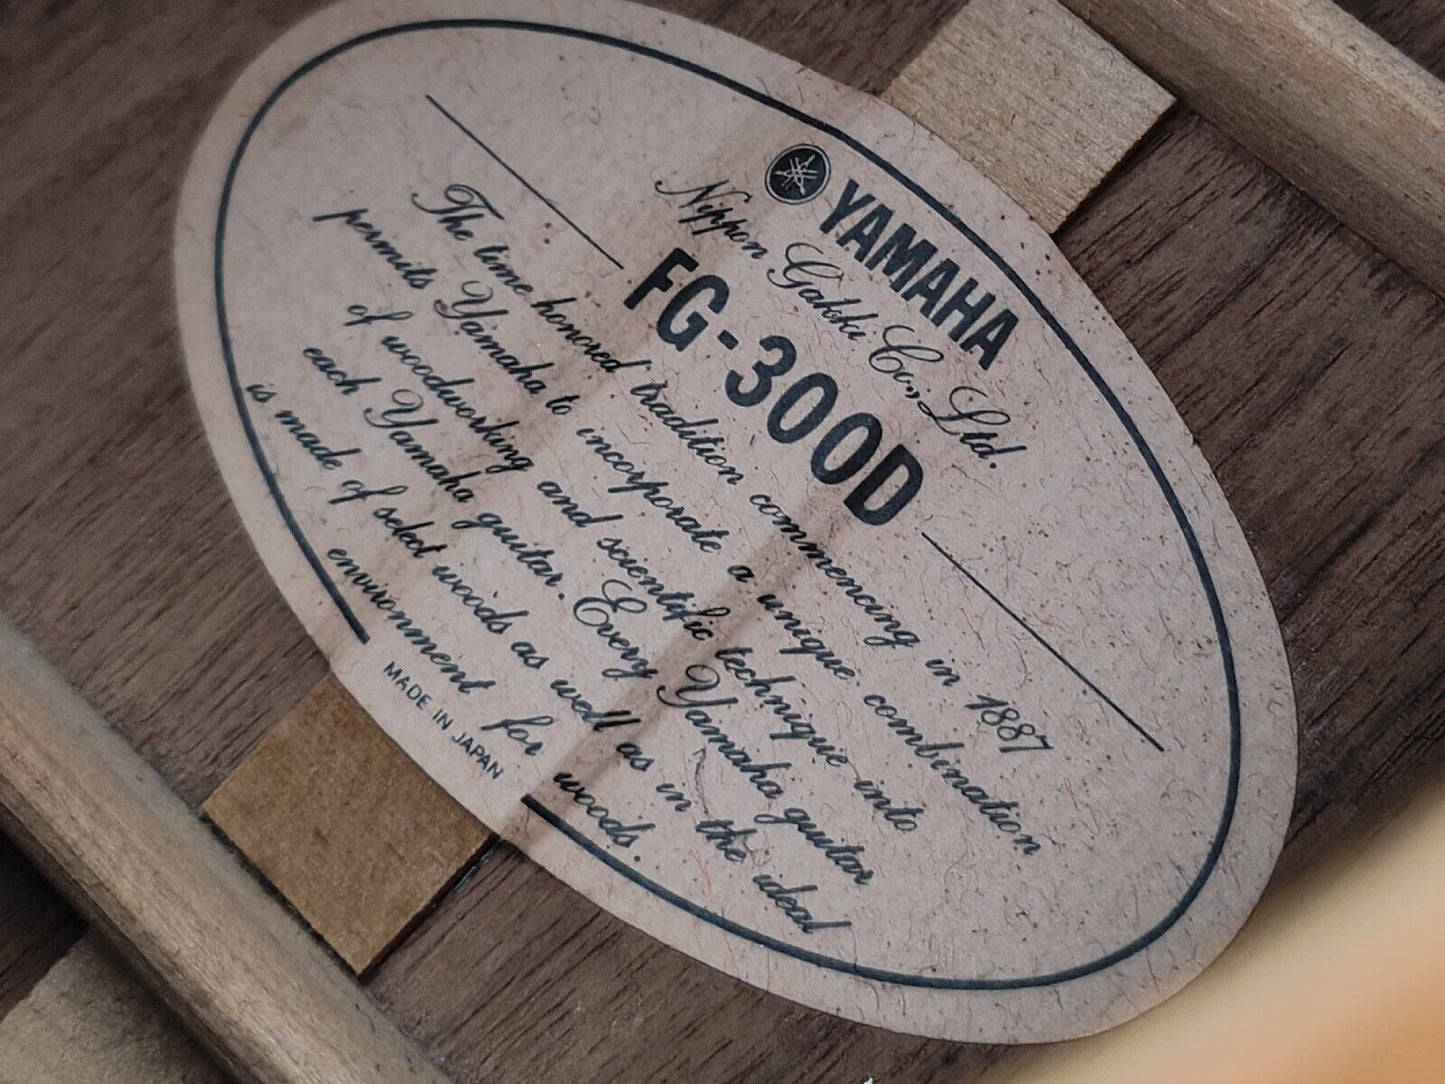 YAMAHA
Nippon Gakki Co., Ltd.
FG-300D
The time honored tradition commencing in 1887
permits Yamaha to incorporate a unique combination
of woodworking and scientific technique into
each Yamaha guitar. Every Yamaha guitar
is made of select woods as well as in the ideal
environment for woods.
MADE IN JAPAN